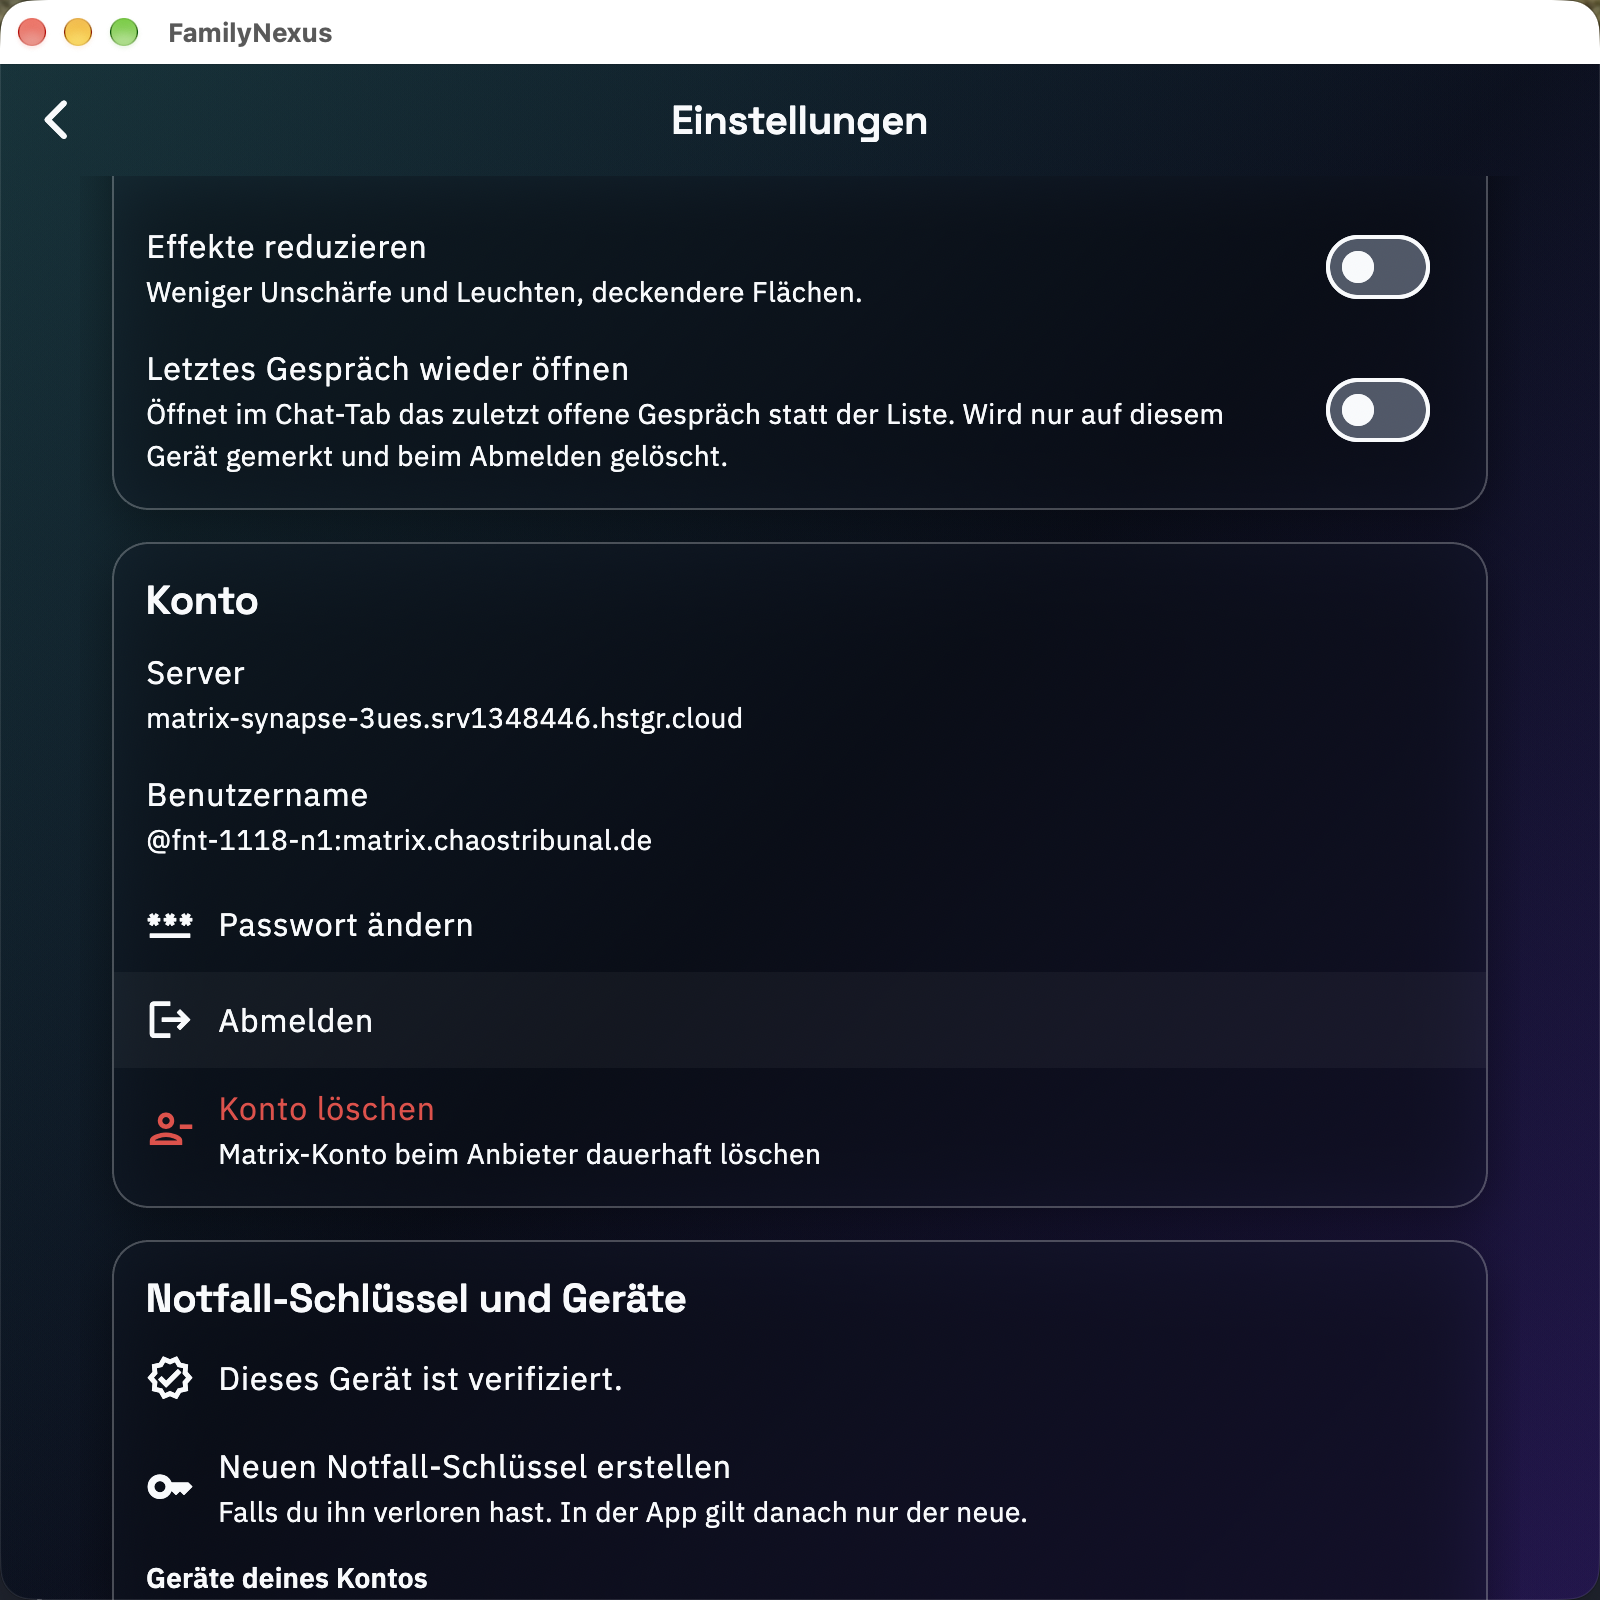 FamilyNexus
Einstellungen
Effekte reduzieren
Weniger Unschärfe und Leuchten, deckendere Flächen.
Letztes Gespräch wieder öffnen
Öffnet im Chat-Tab das zuletzt offene Gespräch statt der Liste. Wird nur auf diesem
Gerät gemerkt und beim Abmelden gelöscht.
Konto
Server
matrix-synapse-3ues.srv1348446.hstgr.cloud
Benutzername
@fnt-1118-n1:matrix.chaostribunal.de
Passwort ändern
Abmelden
Konto löschen
Matrix-Konto beim Anbieter dauerhaft löschen
Notfall-Schlüssel und Geräte
Dieses Gerät ist verifiziert.
Neuen Notfall-Schlüssel erstellen
Falls du ihn verloren hast. In der App gilt danach nur der neue.
Geräte deines Kontos